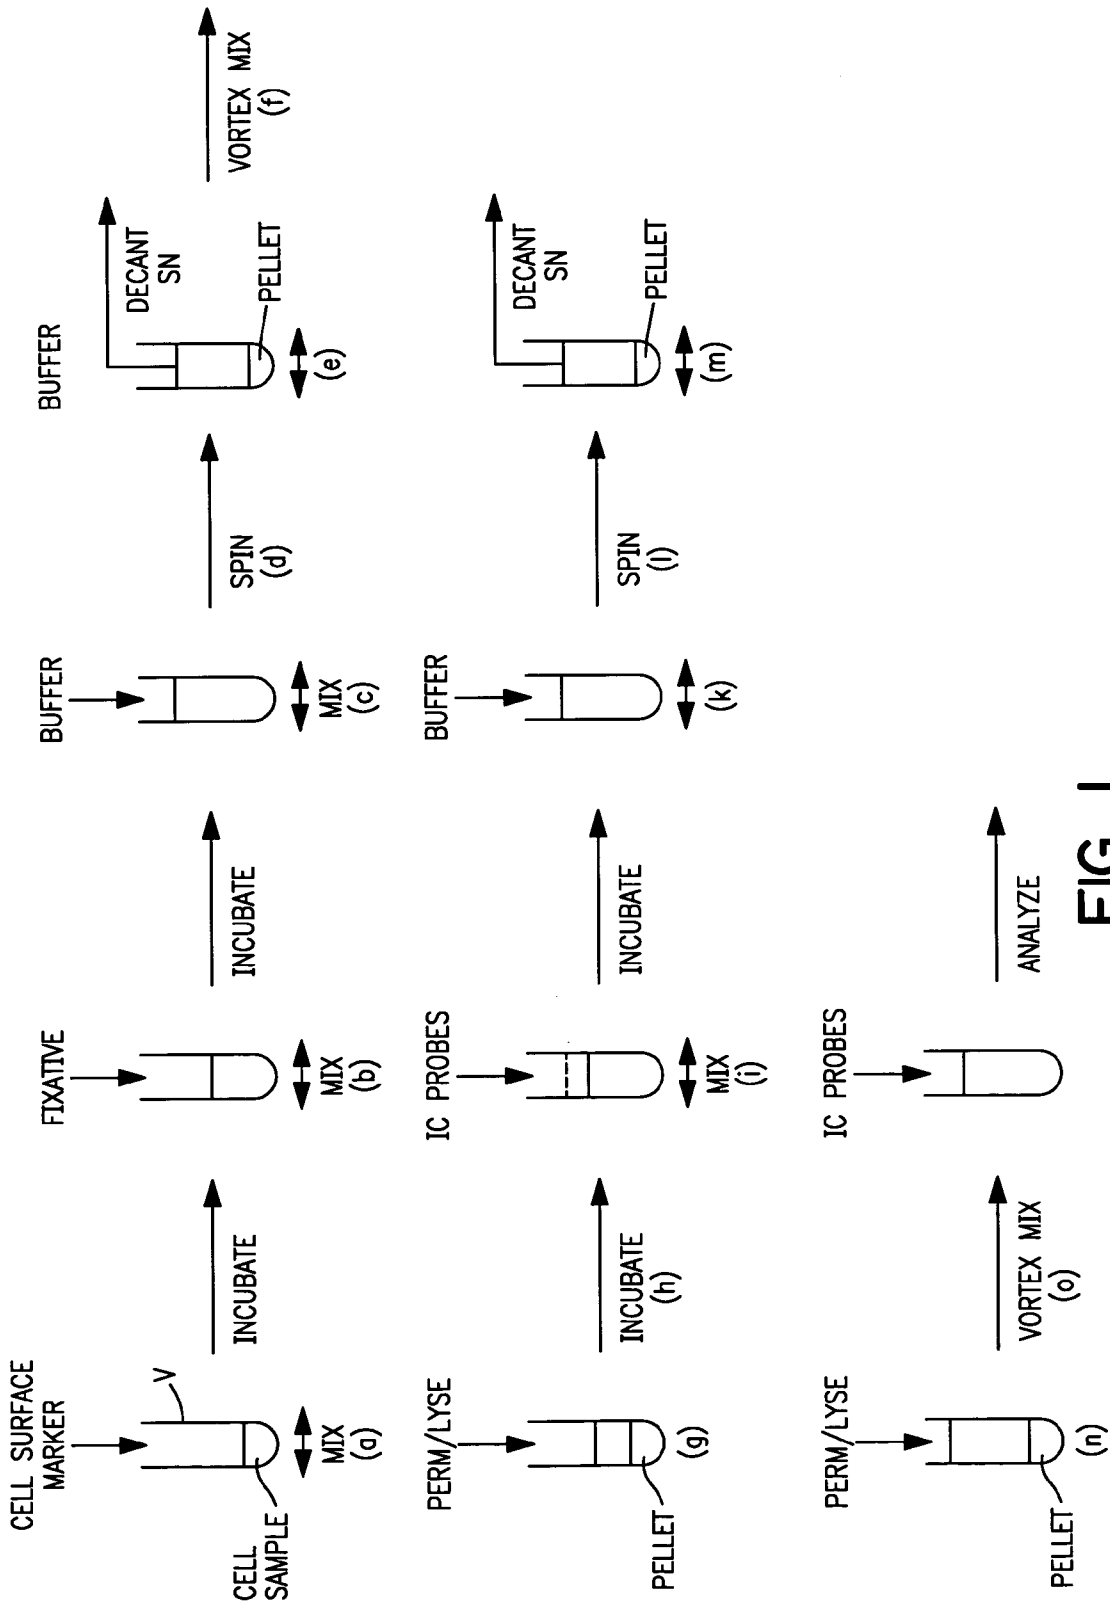 CELL SURFACE
MARKER
V
CELL
SAMPLE
MIX
(a)
INCUBATE
FIXATIVE
MIX
(b)
INCUBATE
BUFFER
MIX
(c)
SPIN
(d)
BUFFER
DECANT
SN
PELLET
(e)
VORTEX MIX
(f)
PERM/LYSE
PELLET
(g)
INCUBATE
(h)
IC PROBES
MIX
(i)
INCUBATE
BUFFER
(k)
SPIN
(l)
DECANT
SN
PELLET
(m)
PERM/LYSE
PELLET
(n)
VORTEX MIX
(o)
IC PROBES
ANALYZE
FIG. 1